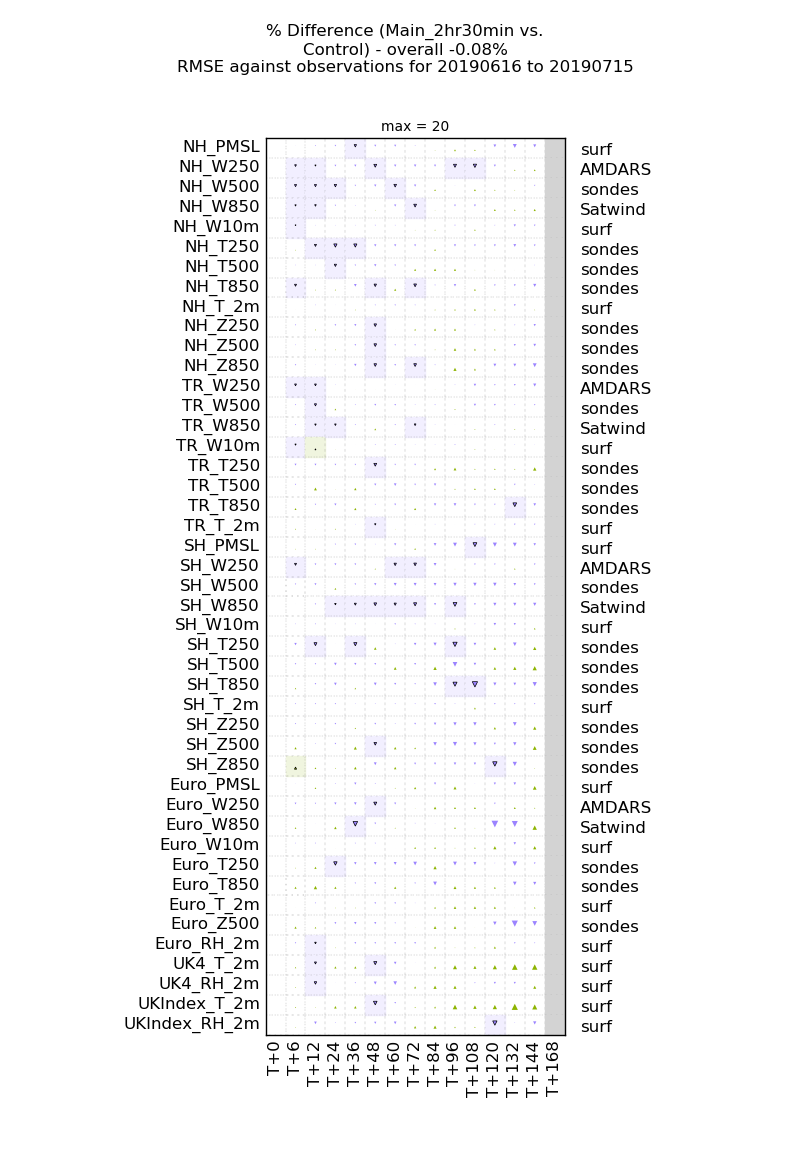 % Difference (Main_2hr30min vs.
Control) - overall -0.08%
RMSE against observations for 20190616 to 20190715
max = 20
NH_PMSL surf
NH_W250 AMDARS
NH_W500 sondes
NH_W850 Satwind
NH_W10m surf
NH_T250 sondes
NH_T500 sondes
NH_T850 sondes
NH_T_2m surf
NH_Z250 sondes
NH_Z500 sondes
NH_Z850 sondes
TR_W250 AMDARS
TR_W500 sondes
TR_W850 Satwind
TR_W10m surf
TR_T250 sondes
TR_T500 sondes
TR_T850 sondes
TR_T_2m surf
SH_PMSL surf
SH_W250 AMDARS
SH_W500 sondes
SH_W850 Satwind
SH_W10m surf
SH_T250 sondes
SH_T500 sondes
SH_T850 sondes
SH_T_2m surf
SH_Z250 sondes
SH_Z500 sondes
SH_Z850 sondes
Euro_PMSL surf
Euro_W250 AMDARS
Euro_W850 Satwind
Euro_W10m surf
Euro_T250 sondes
Euro_T850 sondes
Euro_T_2m surf
Euro_Z500 sondes
Euro_RH_2m surf
UK4_T_2m surf
UK4_RH_2m surf
UKIndex_T_2m surf
UKIndex_RH_2m surf
T+0 T+6 T+12 T+24 T+36 T+48 T+60 T+72 T+84 T+96 T+108 T+120 T+132 T+144 T+168